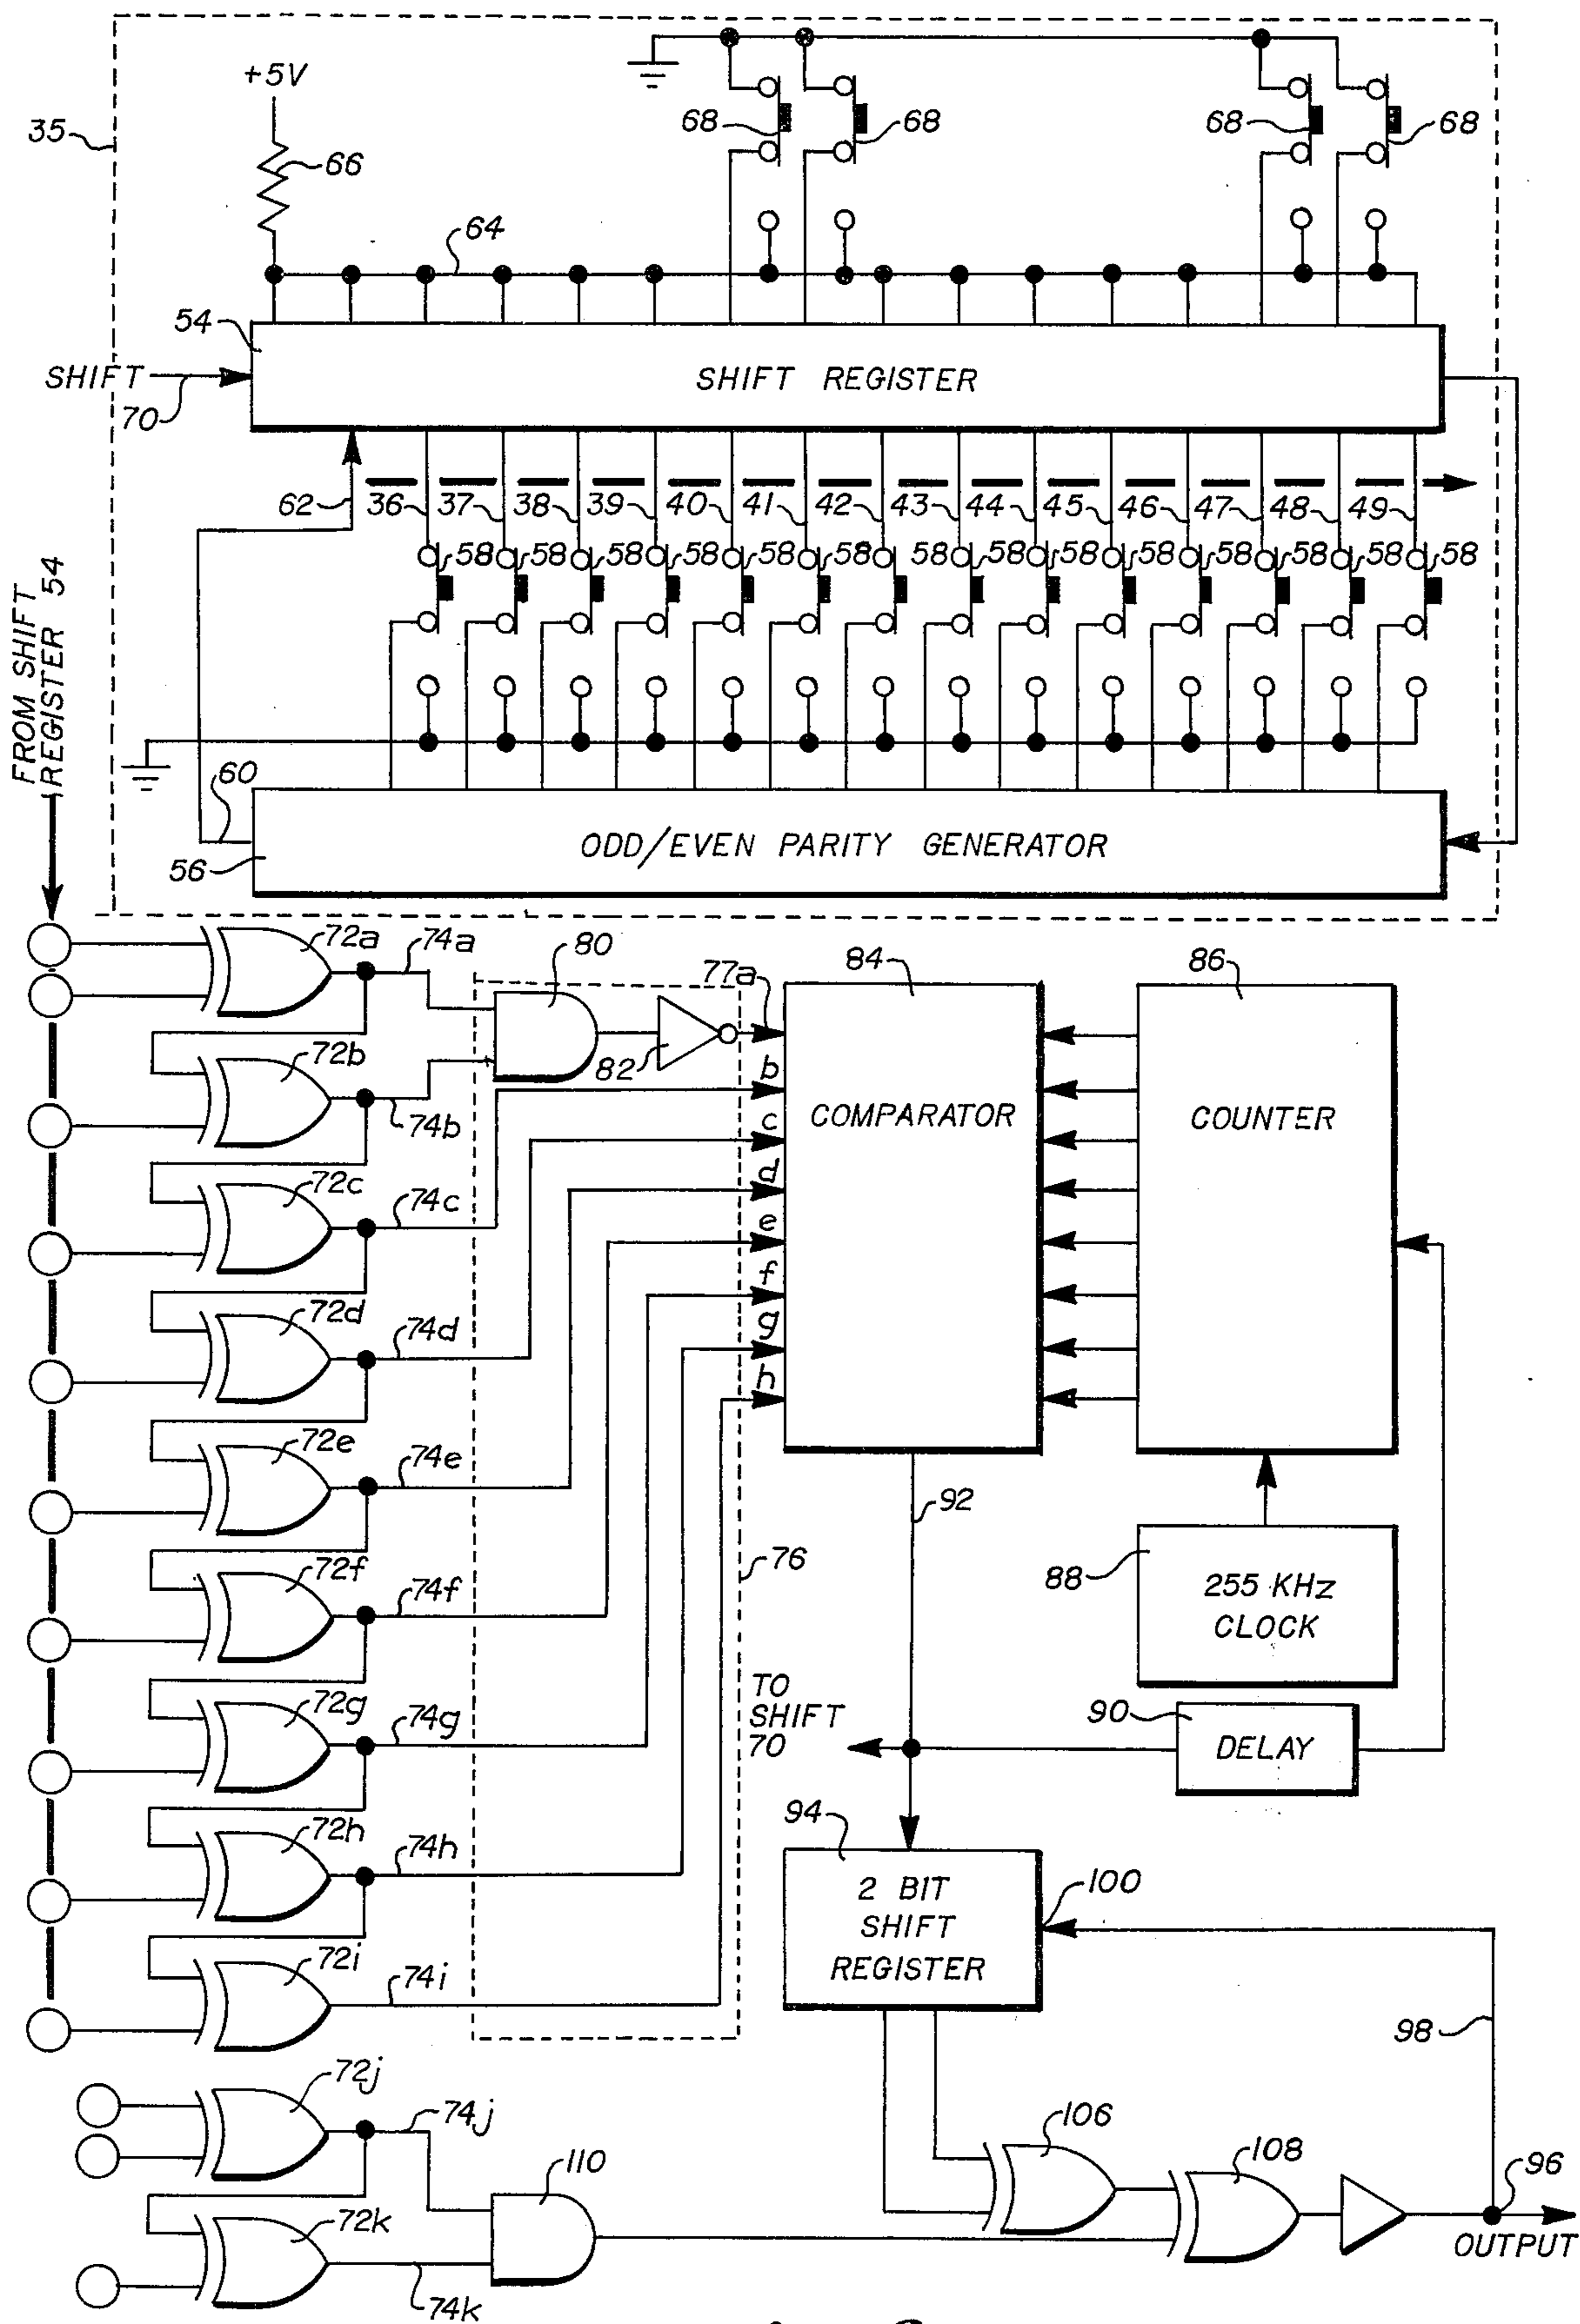 +5V
35
66
68
68
68
68
64
54
SHIFT
70
SHIFT REGISTER
62
36
37
38
39
40
41
42
43
44
45
46
47
48
49
58
58
58
58
58
58
58
58
58
58
58
58
58
58
FROM SHIFT
REGISTER 54
60
56
ODD/EVEN PARITY GENERATOR
72a
74a
80
77a
84
86
82
b
c
d
e
f
g
h
COMPARATOR
COUNTER
72b
74b
72c
74c
72d
74d
72e
74e
72f
74f
72g
74g
72h
74h
72i
74i
76
92
88
255 KHz
CLOCK
TO
SHIFT
70
90
DELAY
94
2 BIT
SHIFT
REGISTER
100
98
72j
74j
72k
74k
110
106
108
96
OUTPUT